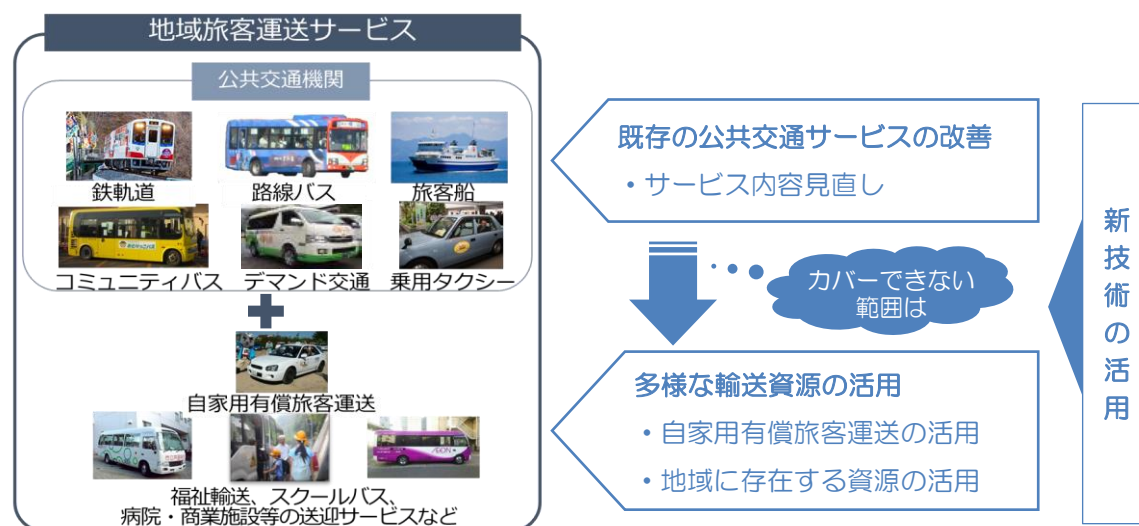 地域旅客運送サービス
公共交通機関
鉄軌道
路線バス
旅客船
コミュニティバス
デマンド交通
乗用タクシー
自家用有償旅客運送
福祉輸送、スクールバス、
病院・商業施設等の送迎サービスなど
既存の公共交通サービスの改善
・サービス内容見直し
カバーできない
範囲は
多様な輸送資源の活用
・自家用有償旅客運送の活用
・地域に存在する資源の活用
新技術の活用